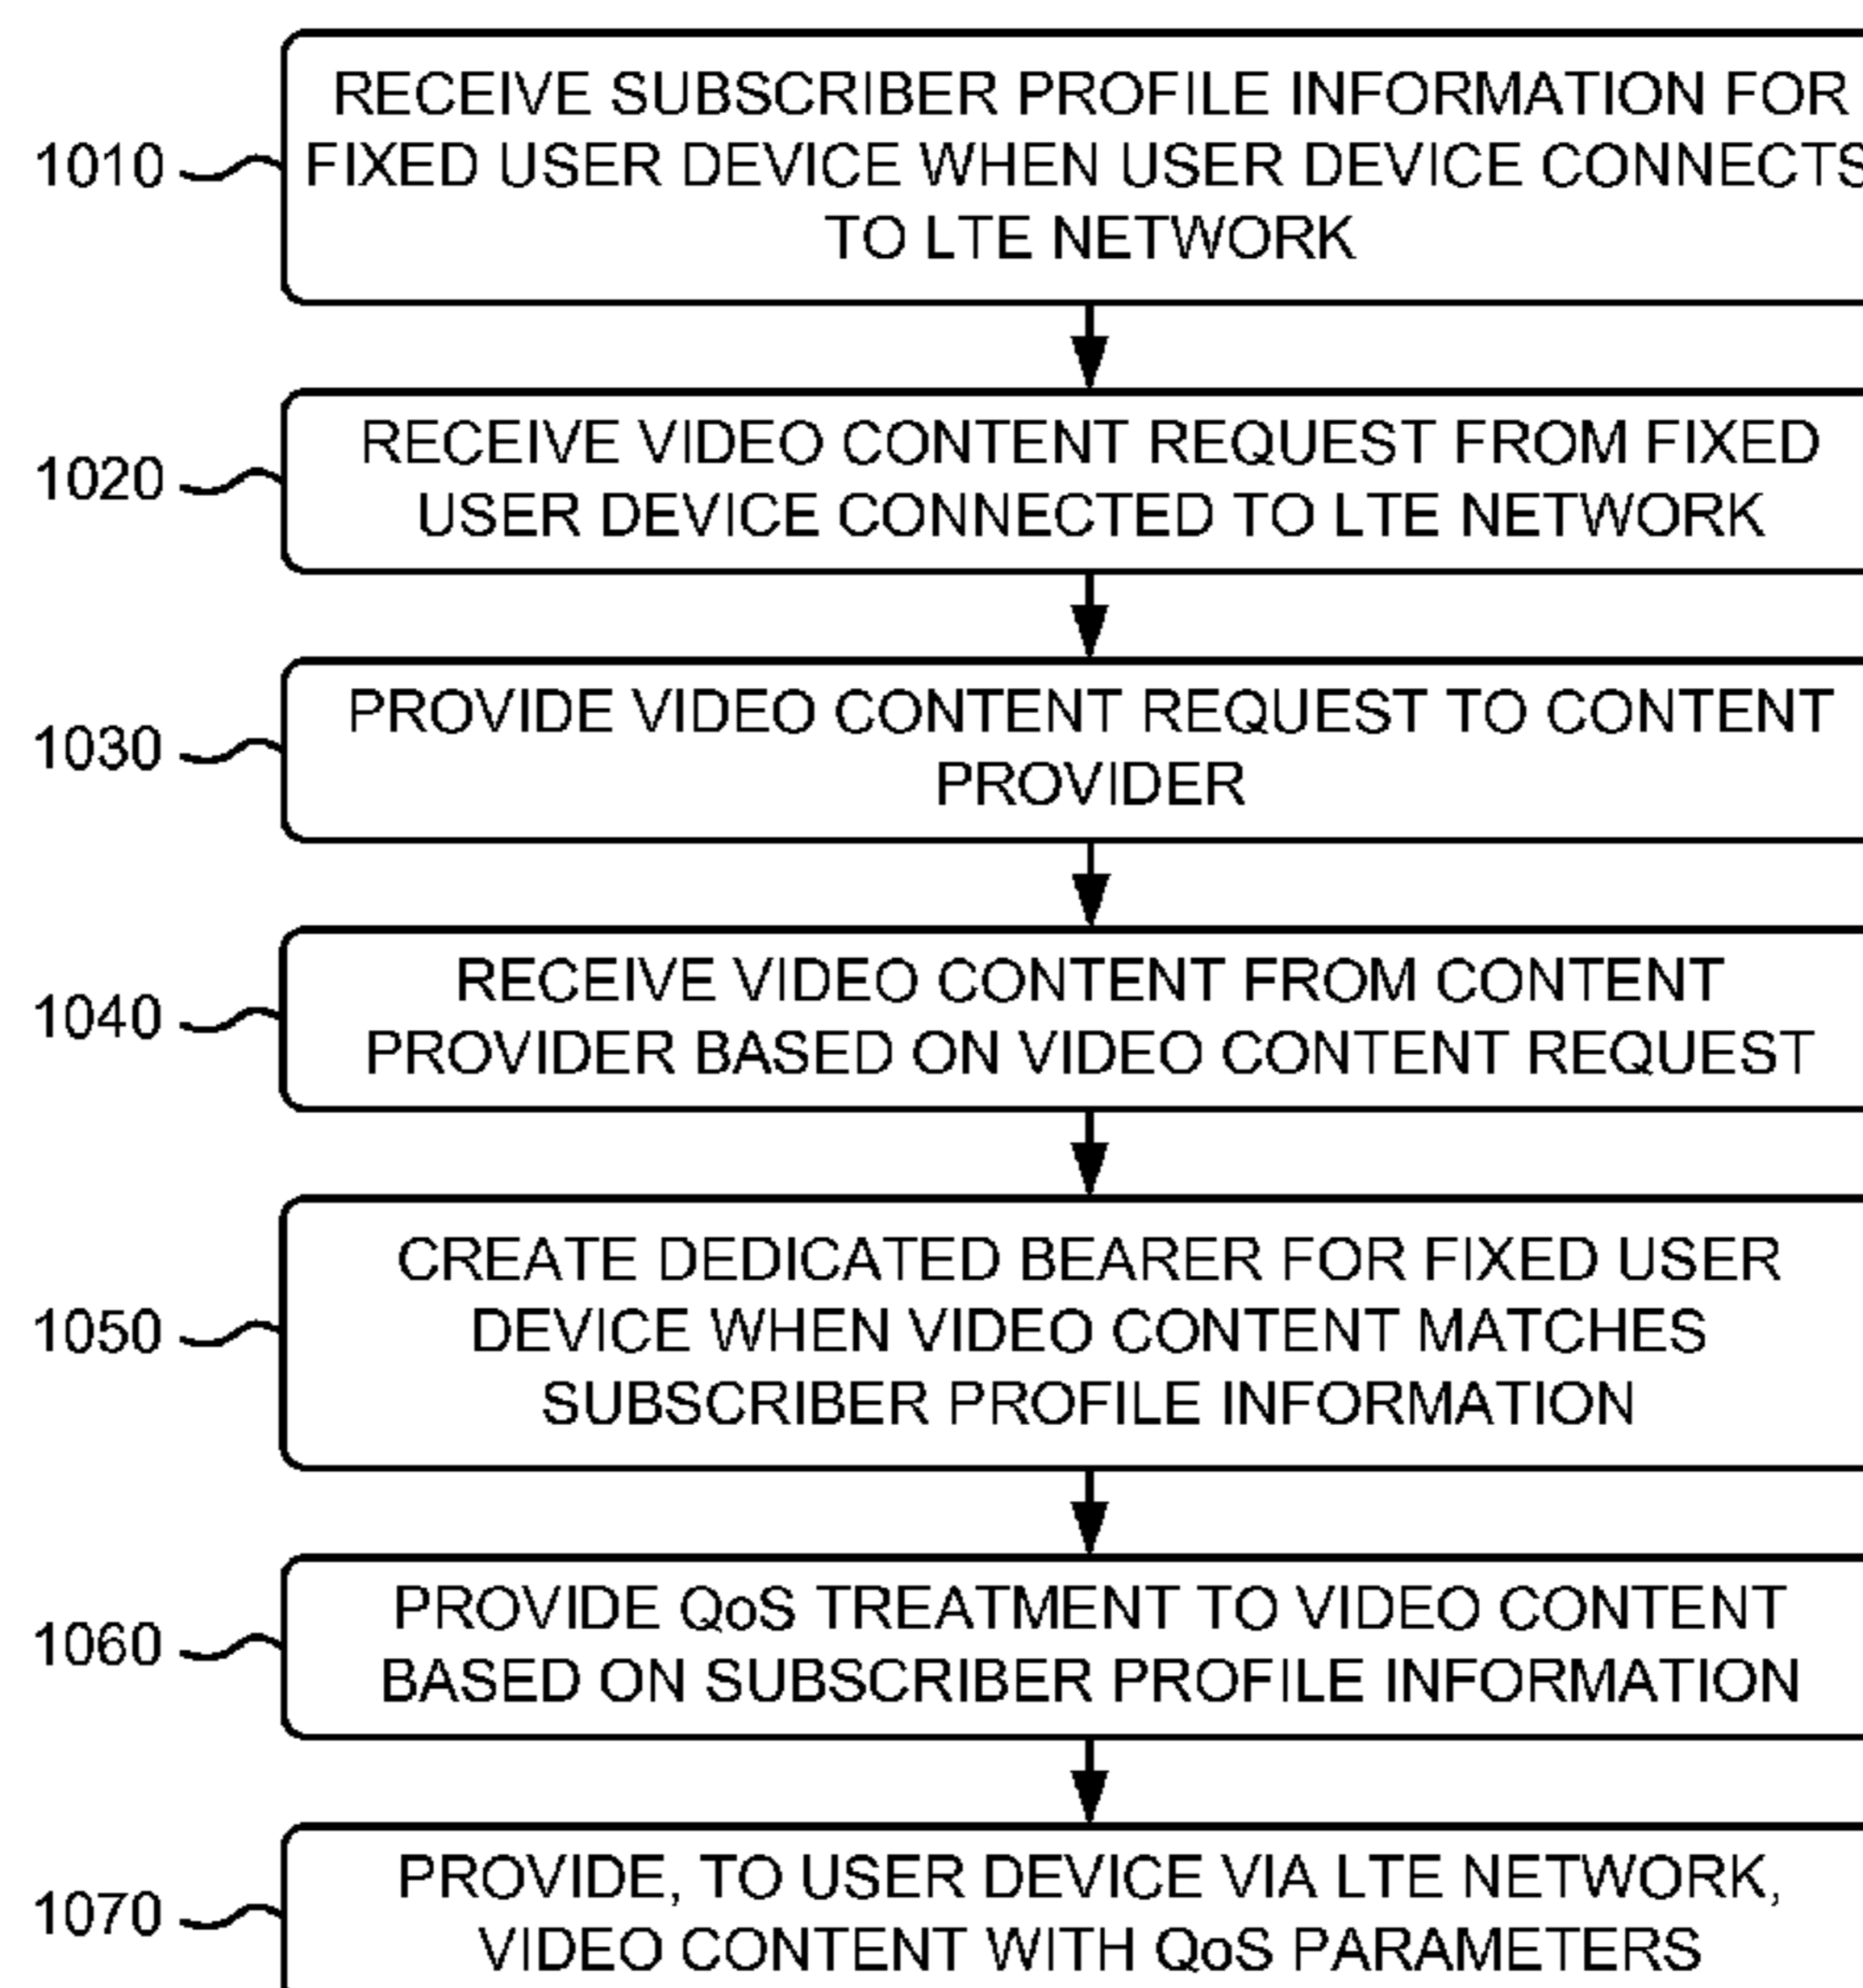 RECEIVE SUBSCRIBER PROFILE INFORMATION FOR
1010
FIXED USER DEVICE WHEN USER DEVICE CONNECTS
TO LTE NETWORK
RECEIVE VIDEO CONTENT REQUEST FROM FIXED
1020
USER DEVICE CONNECTED TO LTE NETWORK
PROVIDE VIDEO CONTENT REQUEST TO CONTENT
1030
PROVIDER
RECEIVE VIDEO CONTENT FROM CONTENT
1040
PROVIDER BASED ON VIDEO CONTENT REQUEST
CREATE DEDICATED BEARER FOR FIXED USER
1050
DEVICE WHEN VIDEO CONTENT MATCHES
SUBSCRIBER PROFILE INFORMATION
PROVIDE QoS TREATMENT TO VIDEO CONTENT
1060
BASED ON SUBSCRIBER PROFILE INFORMATION
PROVIDE, TO USER DEVICE VIA LTE NETWORK,
1070
VIDEO CONTENT WITH QoS PARAMETERS